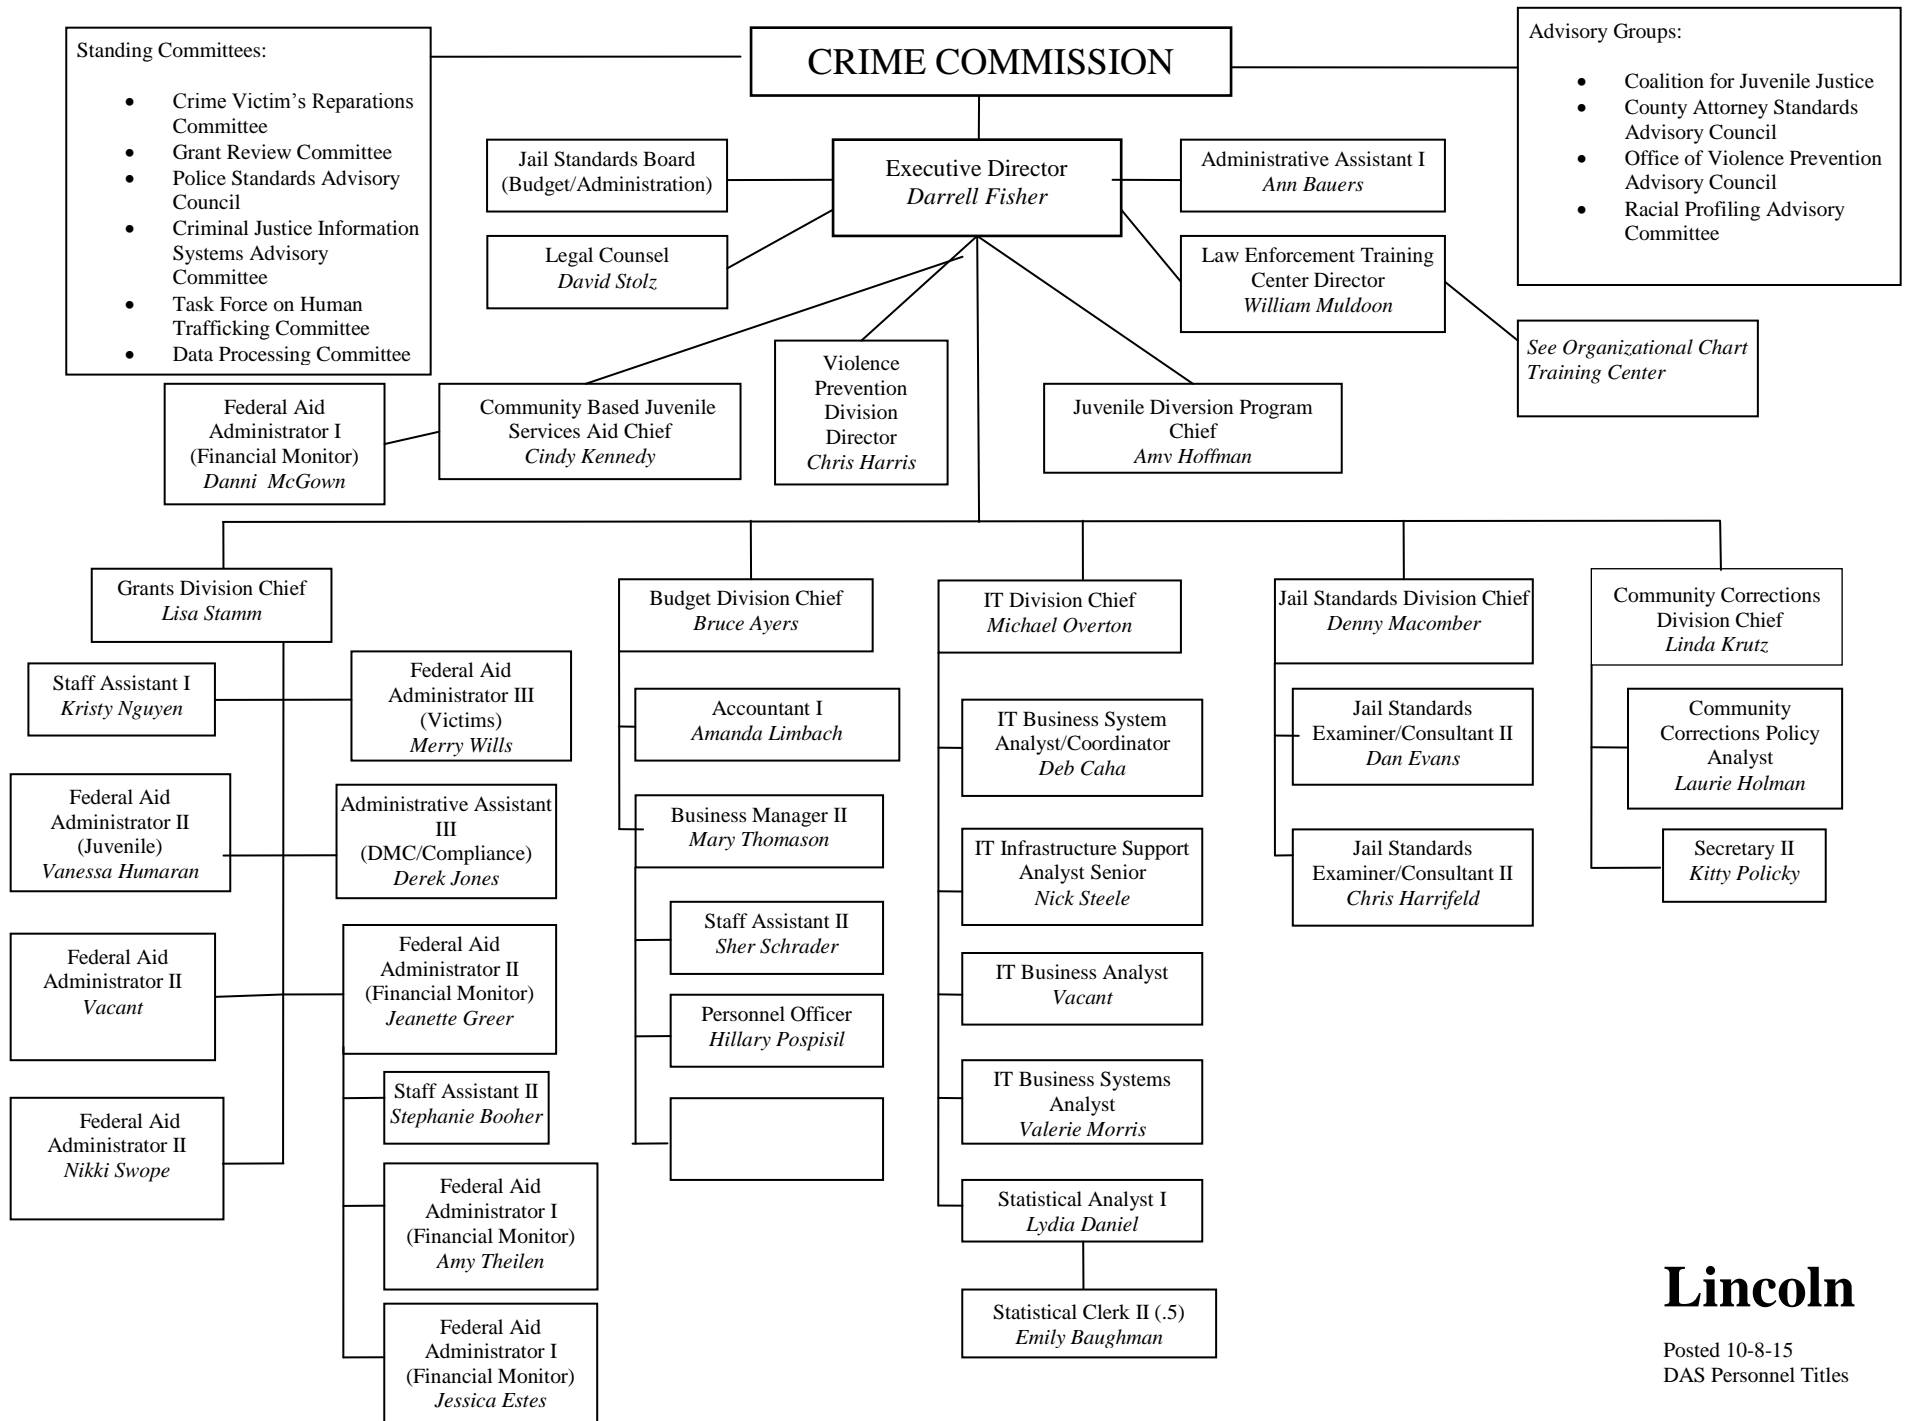 Standing Committees:
• Crime Victim’s Reparations
Committee
• Grant Review Committee
• Police Standards Advisory
Council
• Criminal Justice Information
Systems Advisory
Committee
• Task Force on Human
Trafficking Committee
• Data Processing Committee
CRIME COMMISSION
Advisory Groups:
• Coalition for Juvenile Justice
• County Attorney Standards
Advisory Council
• Office of Violence Prevention
Advisory Council
• Racial Profiling Advisory
Committee
Jail Standards Board
(Budget/Administration)
Executive Director
Darrell Fisher
Administrative Assistant I
Ann Bauers
Legal Counsel
David Stolz
Law Enforcement Training
Center Director
William Muldoon
See Organizational Chart
Training Center
Federal Aid
Administrator I
(Financial Monitor)
Danni McGown
Community Based Juvenile
Services Aid Chief
Cindy Kennedy
Violence
Prevention
Division
Director
Chris Harris
Juvenile Diversion Program
Chief
Amy Hoffman
Grants Division Chief
Lisa Stamm
Staff Assistant I
Kristy Nguyen
Federal Aid
Administrator III
(Victims)
Merry Wills
Federal Aid
Administrator II
(Juvenile)
Vanessa Humaran
Administrative Assistant
III
(DMC/Compliance)
Derek Jones
Federal Aid
Administrator II
Vacant
Federal Aid
Administrator II
(Financial Monitor)
Jeanette Greer
Federal Aid
Administrator II
Nikki Swope
Staff Assistant II
Stephanie Booher
Federal Aid
Administrator I
(Financial Monitor)
Amy Theilen
Federal Aid
Administrator I
(Financial Monitor)
Jessica Estes
Budget Division Chief
Bruce Ayers
Accountant I
Amanda Limbach
Business Manager II
Mary Thomason
Staff Assistant II
Sher Schrader
Personnel Officer
Hillary Pospisil
IT Division Chief
Michael Overton
IT Business System
Analyst/Coordinator
Deb Caha
IT Infrastructure Support
Analyst Senior
Nick Steele
IT Business Analyst
Vacant
IT Business Systems
Analyst
Valerie Morris
Statistical Analyst I
Lydia Daniel
Statistical Clerk II (.5)
Emily Baughman
Jail Standards Division Chief
Denny Macomber
Jail Standards
Examiner/Consultant II
Dan Evans
Jail Standards
Examiner/Consultant II
Chris Harrifeld
Community Corrections
Division Chief
Linda Krutz
Community
Corrections Policy
Analyst
Laurie Holman
Secretary II
Kitty Policky
Lincoln
Posted 10-8-15
DAS Personnel Titles